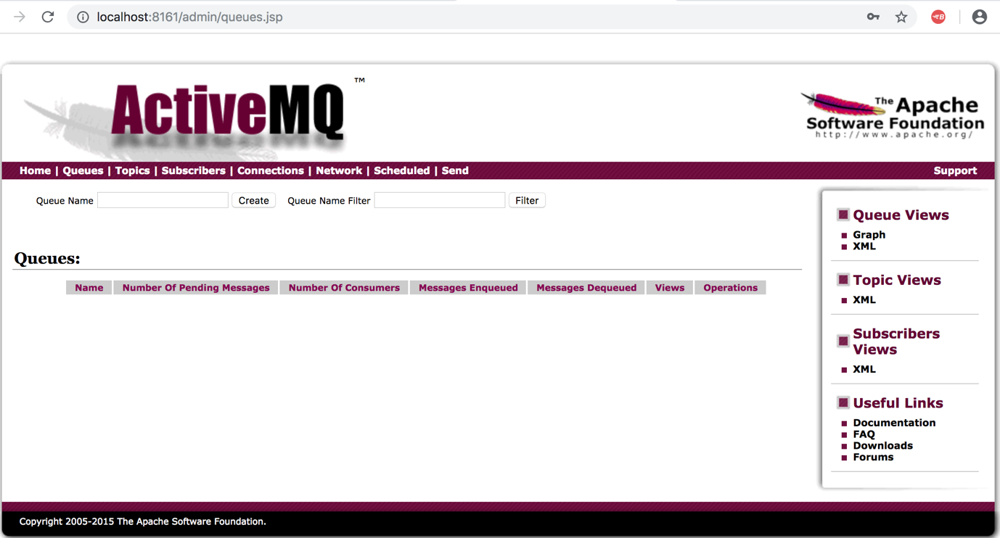 localhost:8161/admin/queues.jsp
ActiveMQ ™
The Apache
Software Foundation
http://www.apache.org/
Home | Queues | Topics | Subscribers | Connections | Network | Scheduled | Send Support
Queue Name Create Queue Name Filter Filter
Queues:
Name Number Of Pending Messages Number Of Consumers Messages Enqueued Messages Dequeued Views Operations
Queue Views
Graph
XML
Topic Views
XML
Subscribers
Views
XML
Useful Links
Documentation
FAQ
Downloads
Forums
Copyright 2005-2015 The Apache Software Foundation.